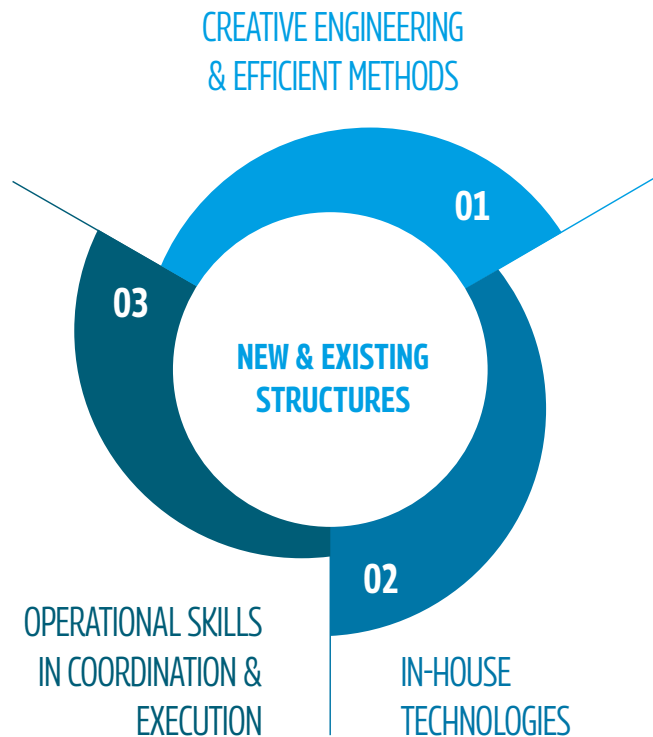 CREATIVE ENGINEERING
& EFFICIENT METHODS
01
03
NEW & EXISTING
STRUCTURES
02
OPERATIONAL SKILLS
IN COORDINATION &
EXECUTION
IN-HOUSE
TECHNOLOGIES